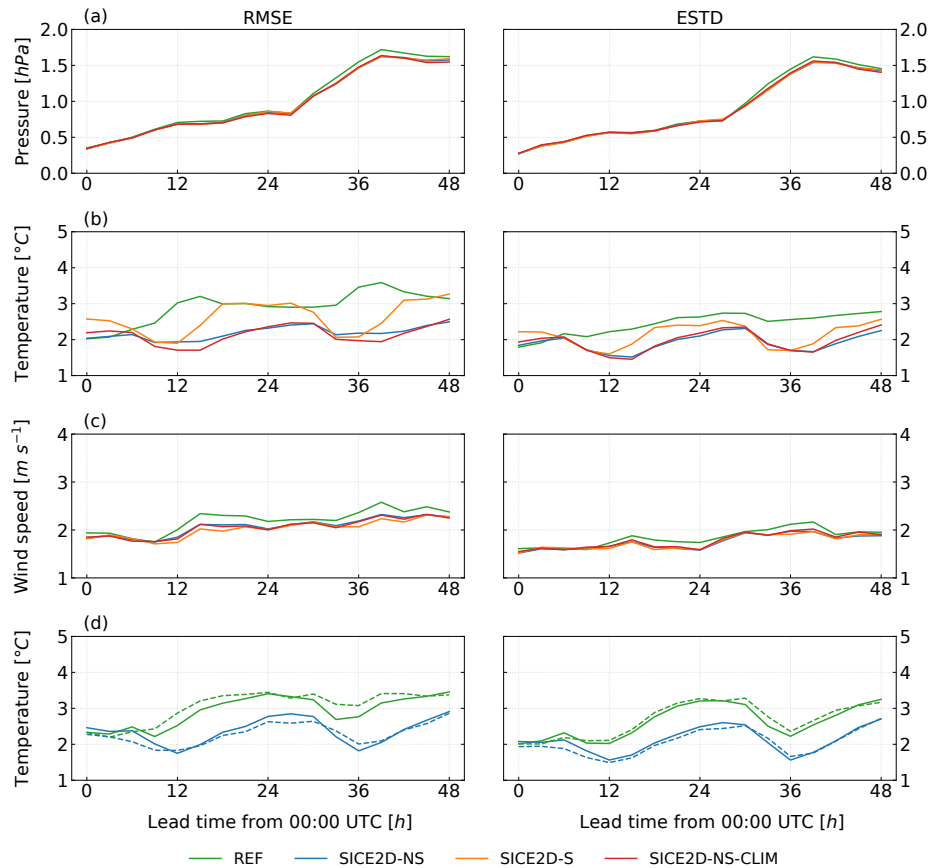 (a) RMSE ESTD
2.0 2.0
1.5 1.5
1.0 1.0
0.5 0.5
0.0 0.0
Pressure [hPa]
0 12 24 36 48 0 12 24 36 48
(b)
5 5
4 4
3 3
2 2
1 1
Temperature [°C]
0 12 24 36 48 0 12 24 36 48
(c)
4 4
3 3
2 2
1 1
Wind speed [m s⁻¹]
0 12 24 36 48 0 12 24 36 48
(d)
5 5
4 4
3 3
2 2
1 1
Temperature [°C]
0 12 24 36 48 0 12 24 36 48
Lead time from 00:00 UTC [h] Lead time from 00:00 UTC [h]
REF SICE2D-NS SICE2D-S SICE2D-NS-CLIM